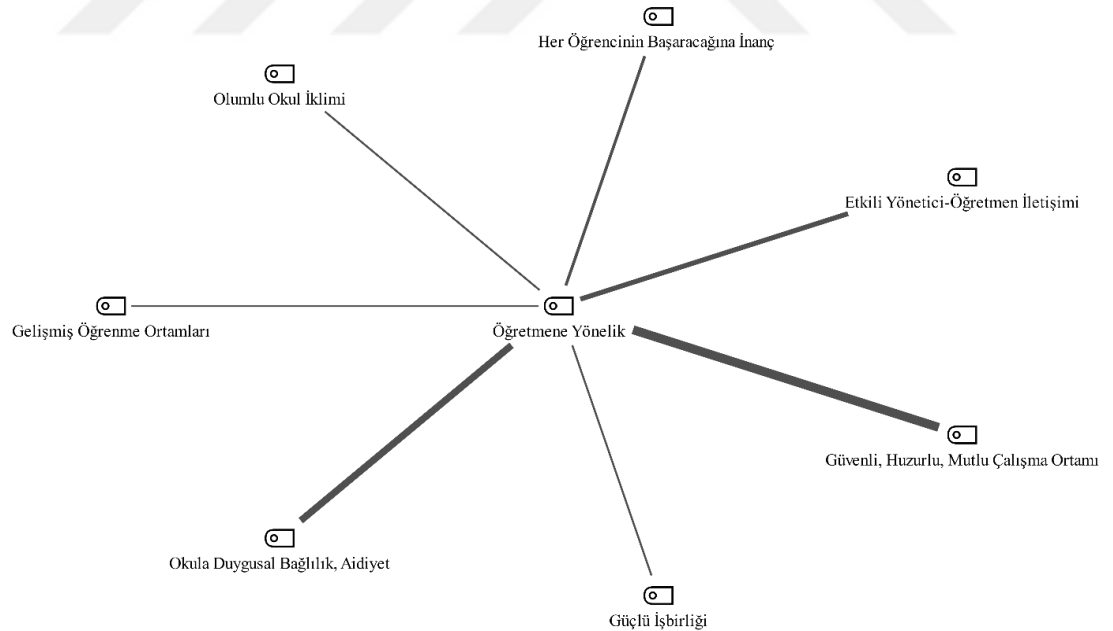 Her Öğrencinin Başaracağına İnanç
Olumlu Okul İklimi
Etkili Yönetici-Öğretmen İletişimi
Gelişmiş Öğrenme Ortamları
Öğretmene Yönelik
Güvenli, Huzurlu, Mutlu Çalışma Ortamı
Okula Duygusal Bağlılık, Aidiyet
Güçlü İşbirliği